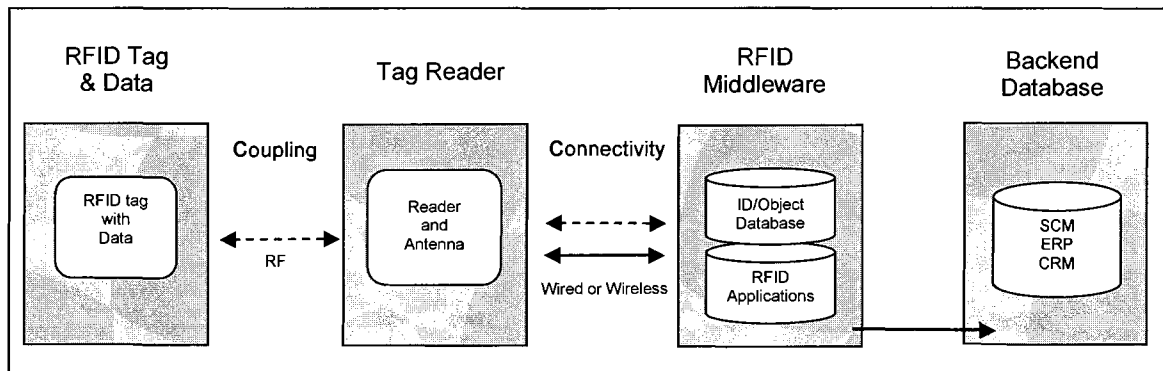 RFID Tag
& Data
Tag Reader
RFID
Middleware
Backend
Database
Coupling
Connectivity
RFID tag
with
Data
Reader
and
Antenna
ID/Object
Database
SCM
ERP
CRM
RF
RFID
Applications
Wired or Wireless